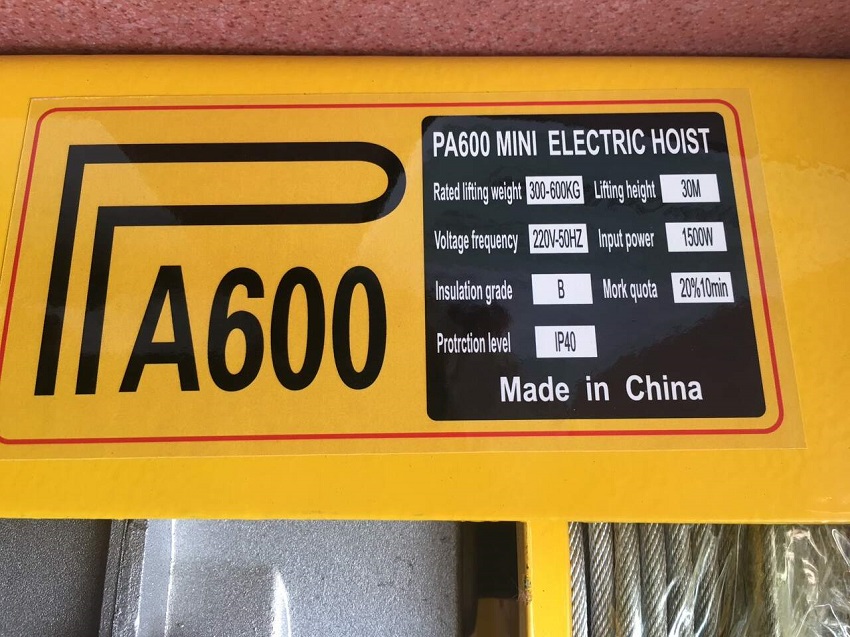 PA600
PA600 MINI ELECTRIC HOIST
Rated lifting weight 300-600KG Lifting height 30M
Voltage frequency 220V-50HZ Input power 1500W
Insulation grade B Mork quota 20%10min
Protrction level IP40
Made in China